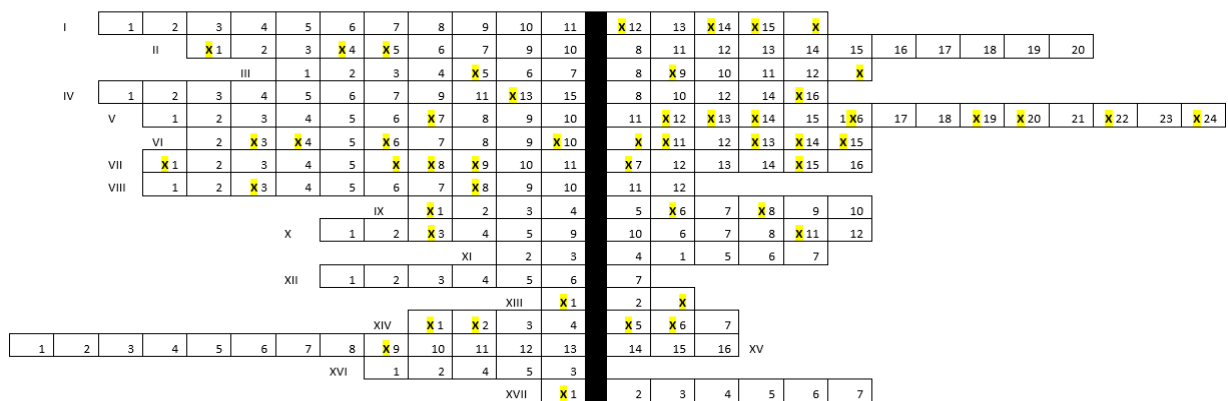 I 1 2 3 4 5 6 7 8 9 10 11 X 12 13 X 14 X 15 X
II X 1 2 3 X 4 X 5 6 7 9 10 8 11 12 13 14 15 16 17 18 19 20
III 1 2 3 4 X 5 6 7 8 X 9 10 11 12 X
IV 1 2 3 4 5 6 7 9 11 X 13 15 8 10 12 14 X 16
V 1 2 3 4 5 6 X 7 8 9 10 11 X 12 X 13 X 14 15 1X6 17 18 X 19 X 20 21 X 22 23 X 24
VI 2 X 3 X 4 5 X 6 7 8 9 X 10 X X 11 12 X 13 X 14 X 15
VII X 1 2 3 4 5 X X 8 X 9 10 11 X 7 12 13 14 X 15 16
VIII 1 2 X 3 4 5 6 7 X 8 9 10 11 12
IX X 1 2 3 4 5 X 6 7 X 8 9 10
X 1 2 X 3 4 5 9 10 6 7 8 X 11 12
XI 2 3 4 1 5 6 7
XII 1 2 3 4 5 6 7
XIII X 1 2 X
XIV X 1 X 2 3 4 X 5 X 6 7
1 2 3 4 5 6 7 8 X 9 10 11 12 13 14 15 16 XV
XVI 1 2 4 5 3
XVII X 1 2 3 4 5 6 7